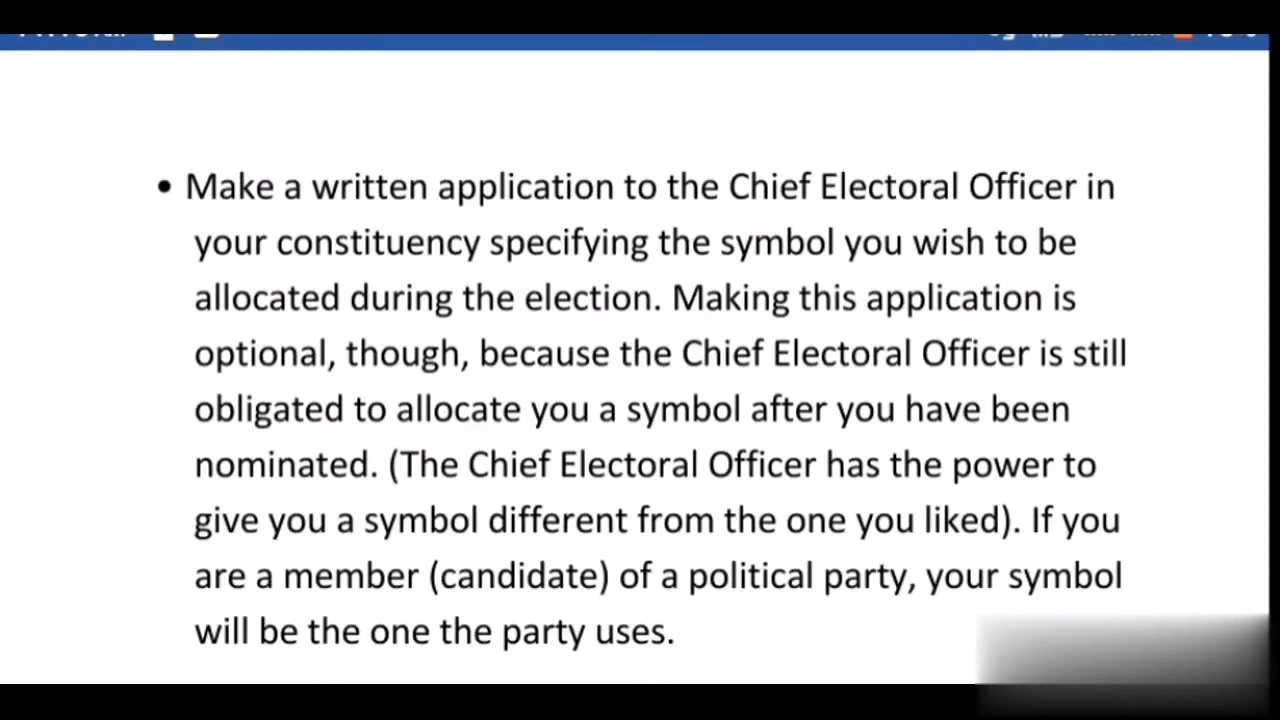 • Make a written application to the Chief Electoral Officer in
your constituency specifying the symbol you wish to be
allocated during the election. Making this application is
optional, though, because the Chief Electoral Officer is still
obligated to allocate you a symbol after you have been
nominated. (The Chief Electoral Officer has the power to
give you a symbol different from the one you liked). If you
are a member (candidate) of a political party, your symbol
will be the one the party uses.